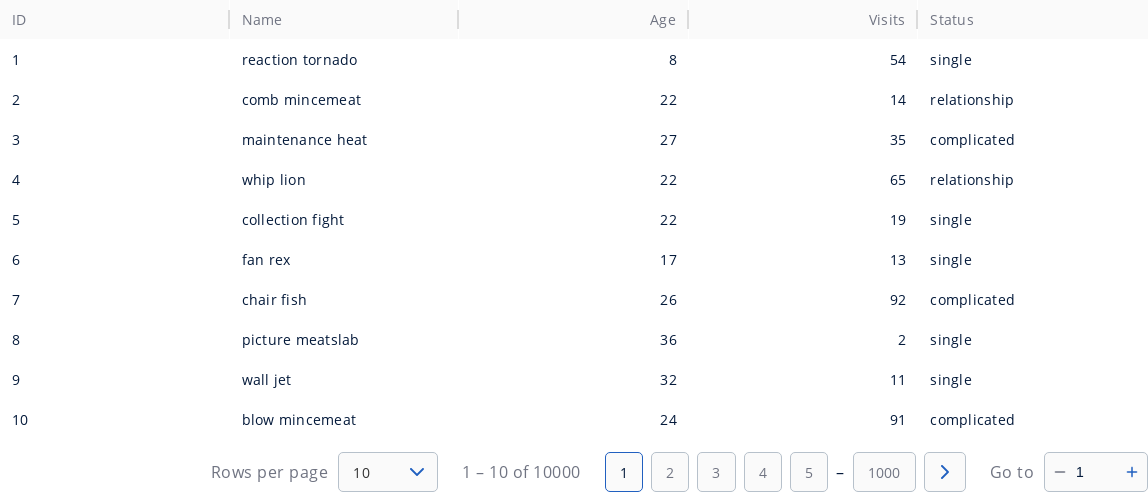 ID Name Age Visits Status
1 reaction tornado 8 54 single
2 comb mincemeat 22 14 relationship
3 maintenance heat 27 35 complicated
4 whip lion 22 65 relationship
5 collection fight 22 19 single
6 fan rex 17 13 single
7 chair fish 26 92 complicated
8 picture meatslab 36 2 single
9 wall jet 32 11 single
10 blow mincemeat 24 91 complicated
Rows per page 10 1 – 10 of 10000 1 2 3 4 5 – 1000 Go to − 1 +